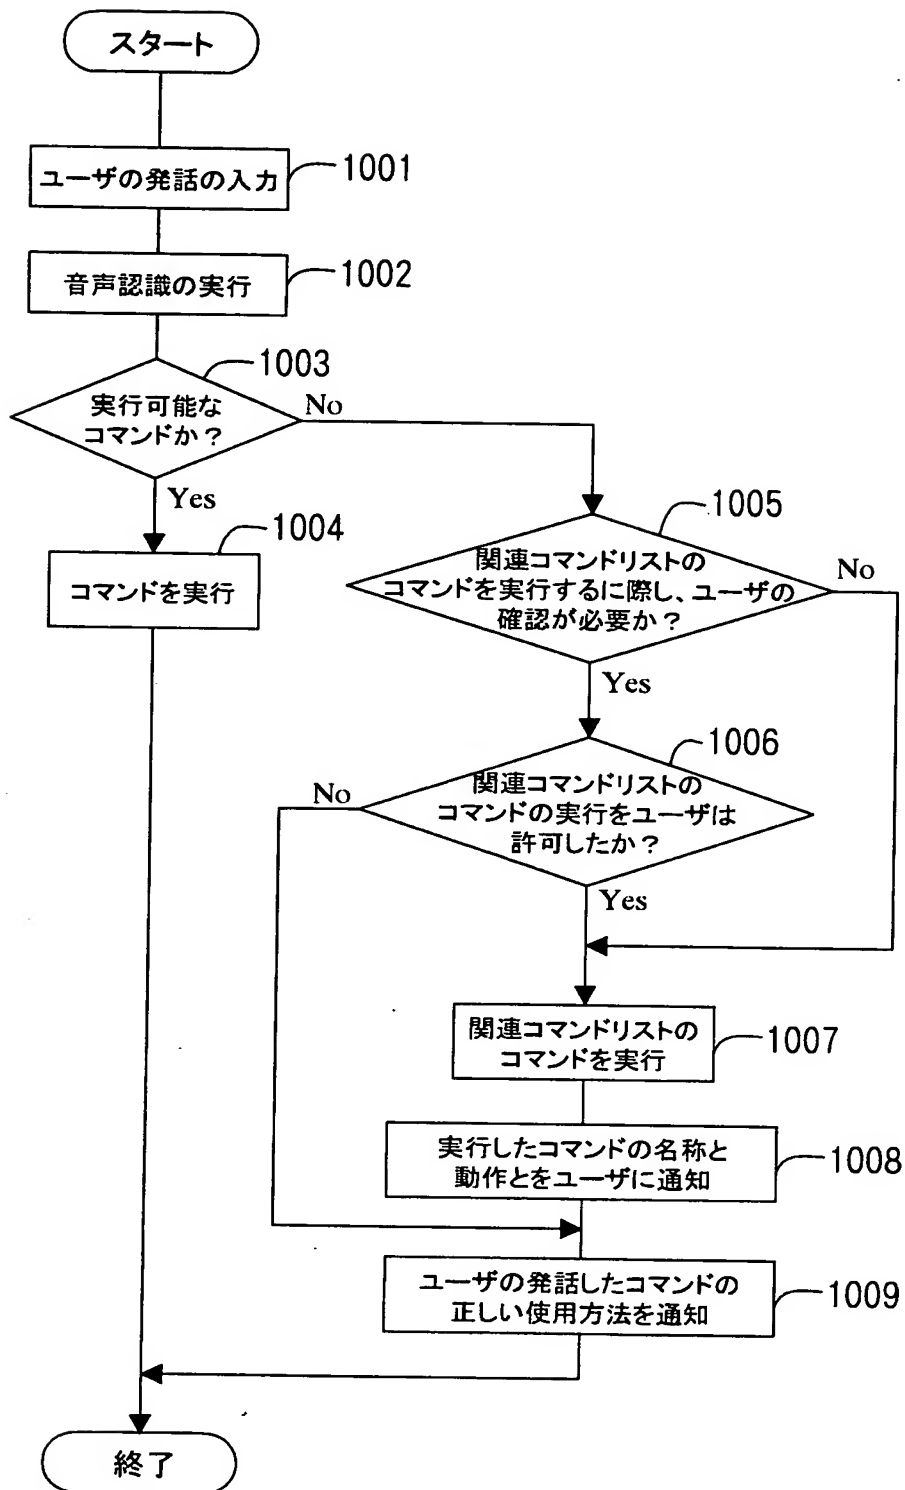 スタート
ユーザの発話の入力
1001
音声認識の実行
1002
1003
実行可能な
コマンドか？
No
Yes
1004
コマンドを実行
1005
関連コマンドリストの
コマンドを実行するに際し、ユーザの
確認が必要か？
No
Yes
1006
関連コマンドリストの
コマンドの実行をユーザは
許可したか？
No
Yes
関連コマンドリストの
コマンドを実行
1007
実行したコマンドの名称と
動作とをユーザに通知
1008
ユーザの発話したコマンドの
正しい使用方法を通知
1009
終了